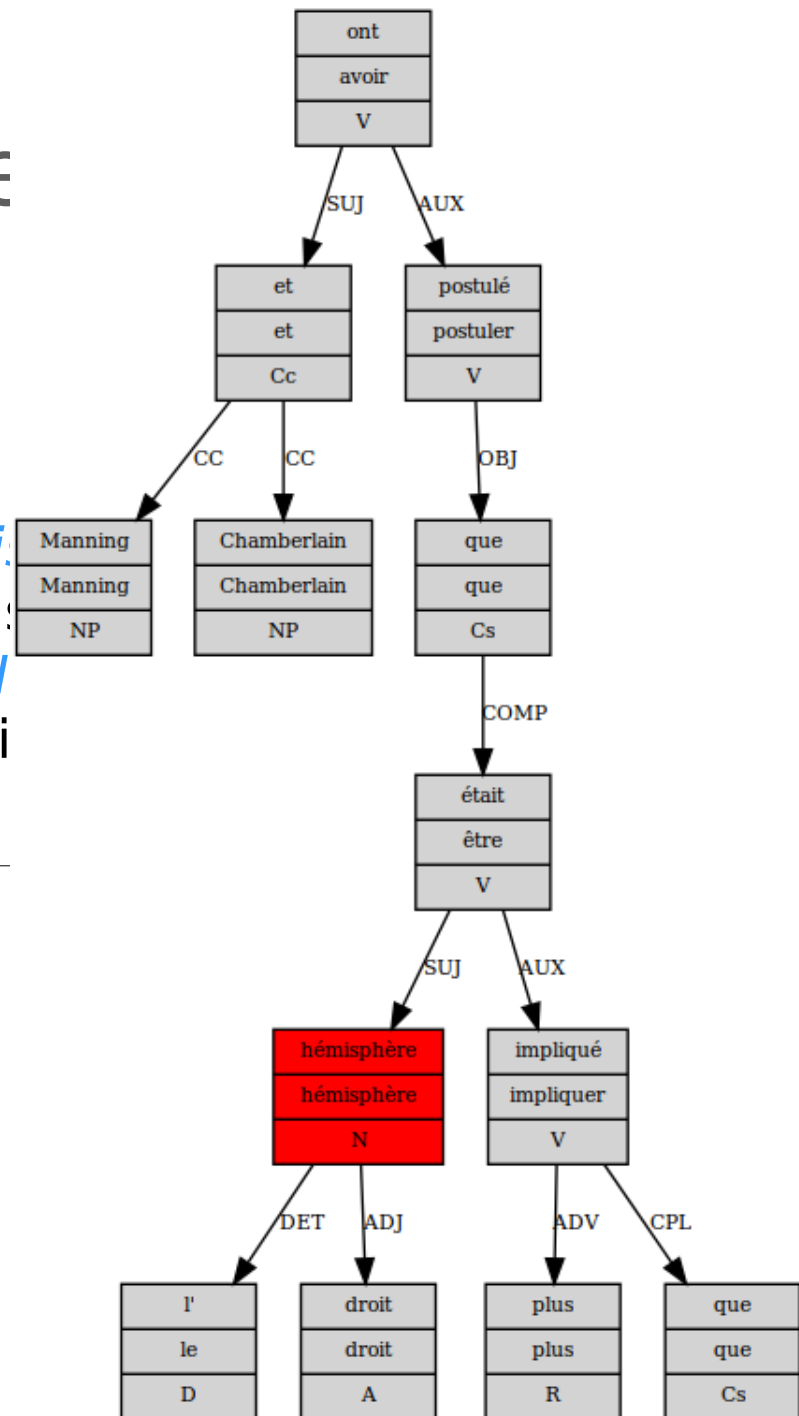 ont
avoir
V
SUJ AUX
et postulé
et postuler
Cc V
CC CC OBJ
Manning Chamberlain que
Manning Chamberlain que
NP NP Cs
COMP
était
être
V
SUJ AUX
hémisphère impliqué
hémisphère impliquer
N V
DET ADJ ADV CPL
l' droit plus que
le droit plus que
D A R Cs